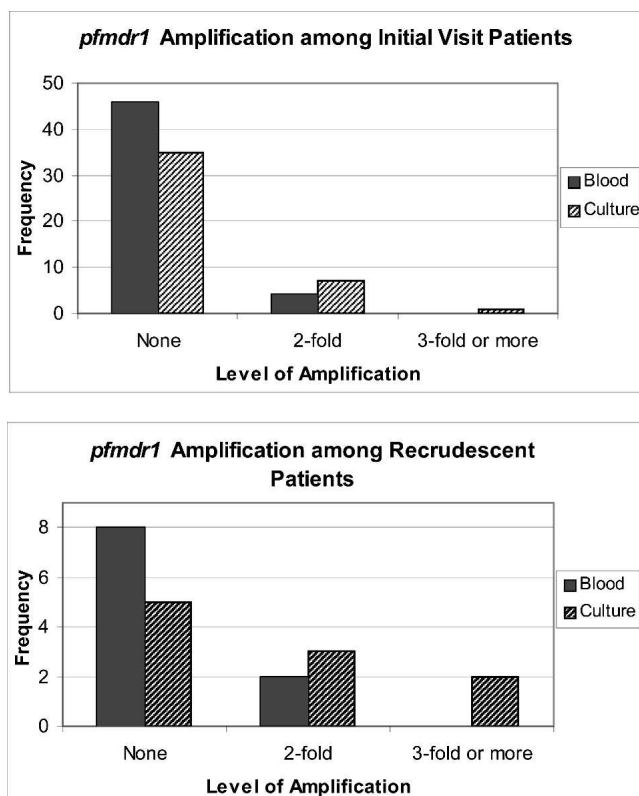 pfmdr1 Amplification among Initial Visit Patients
50
40
30
20
10
0
Frequency
None
2-fold
3-fold or more
Level of Amplification
Blood
Culture
pfmdr1 Amplification among Recrudescent
Patients
8
6
4
2
0
Frequency
None
2-fold
3-fold or more
Level of Amplification
Blood
Culture